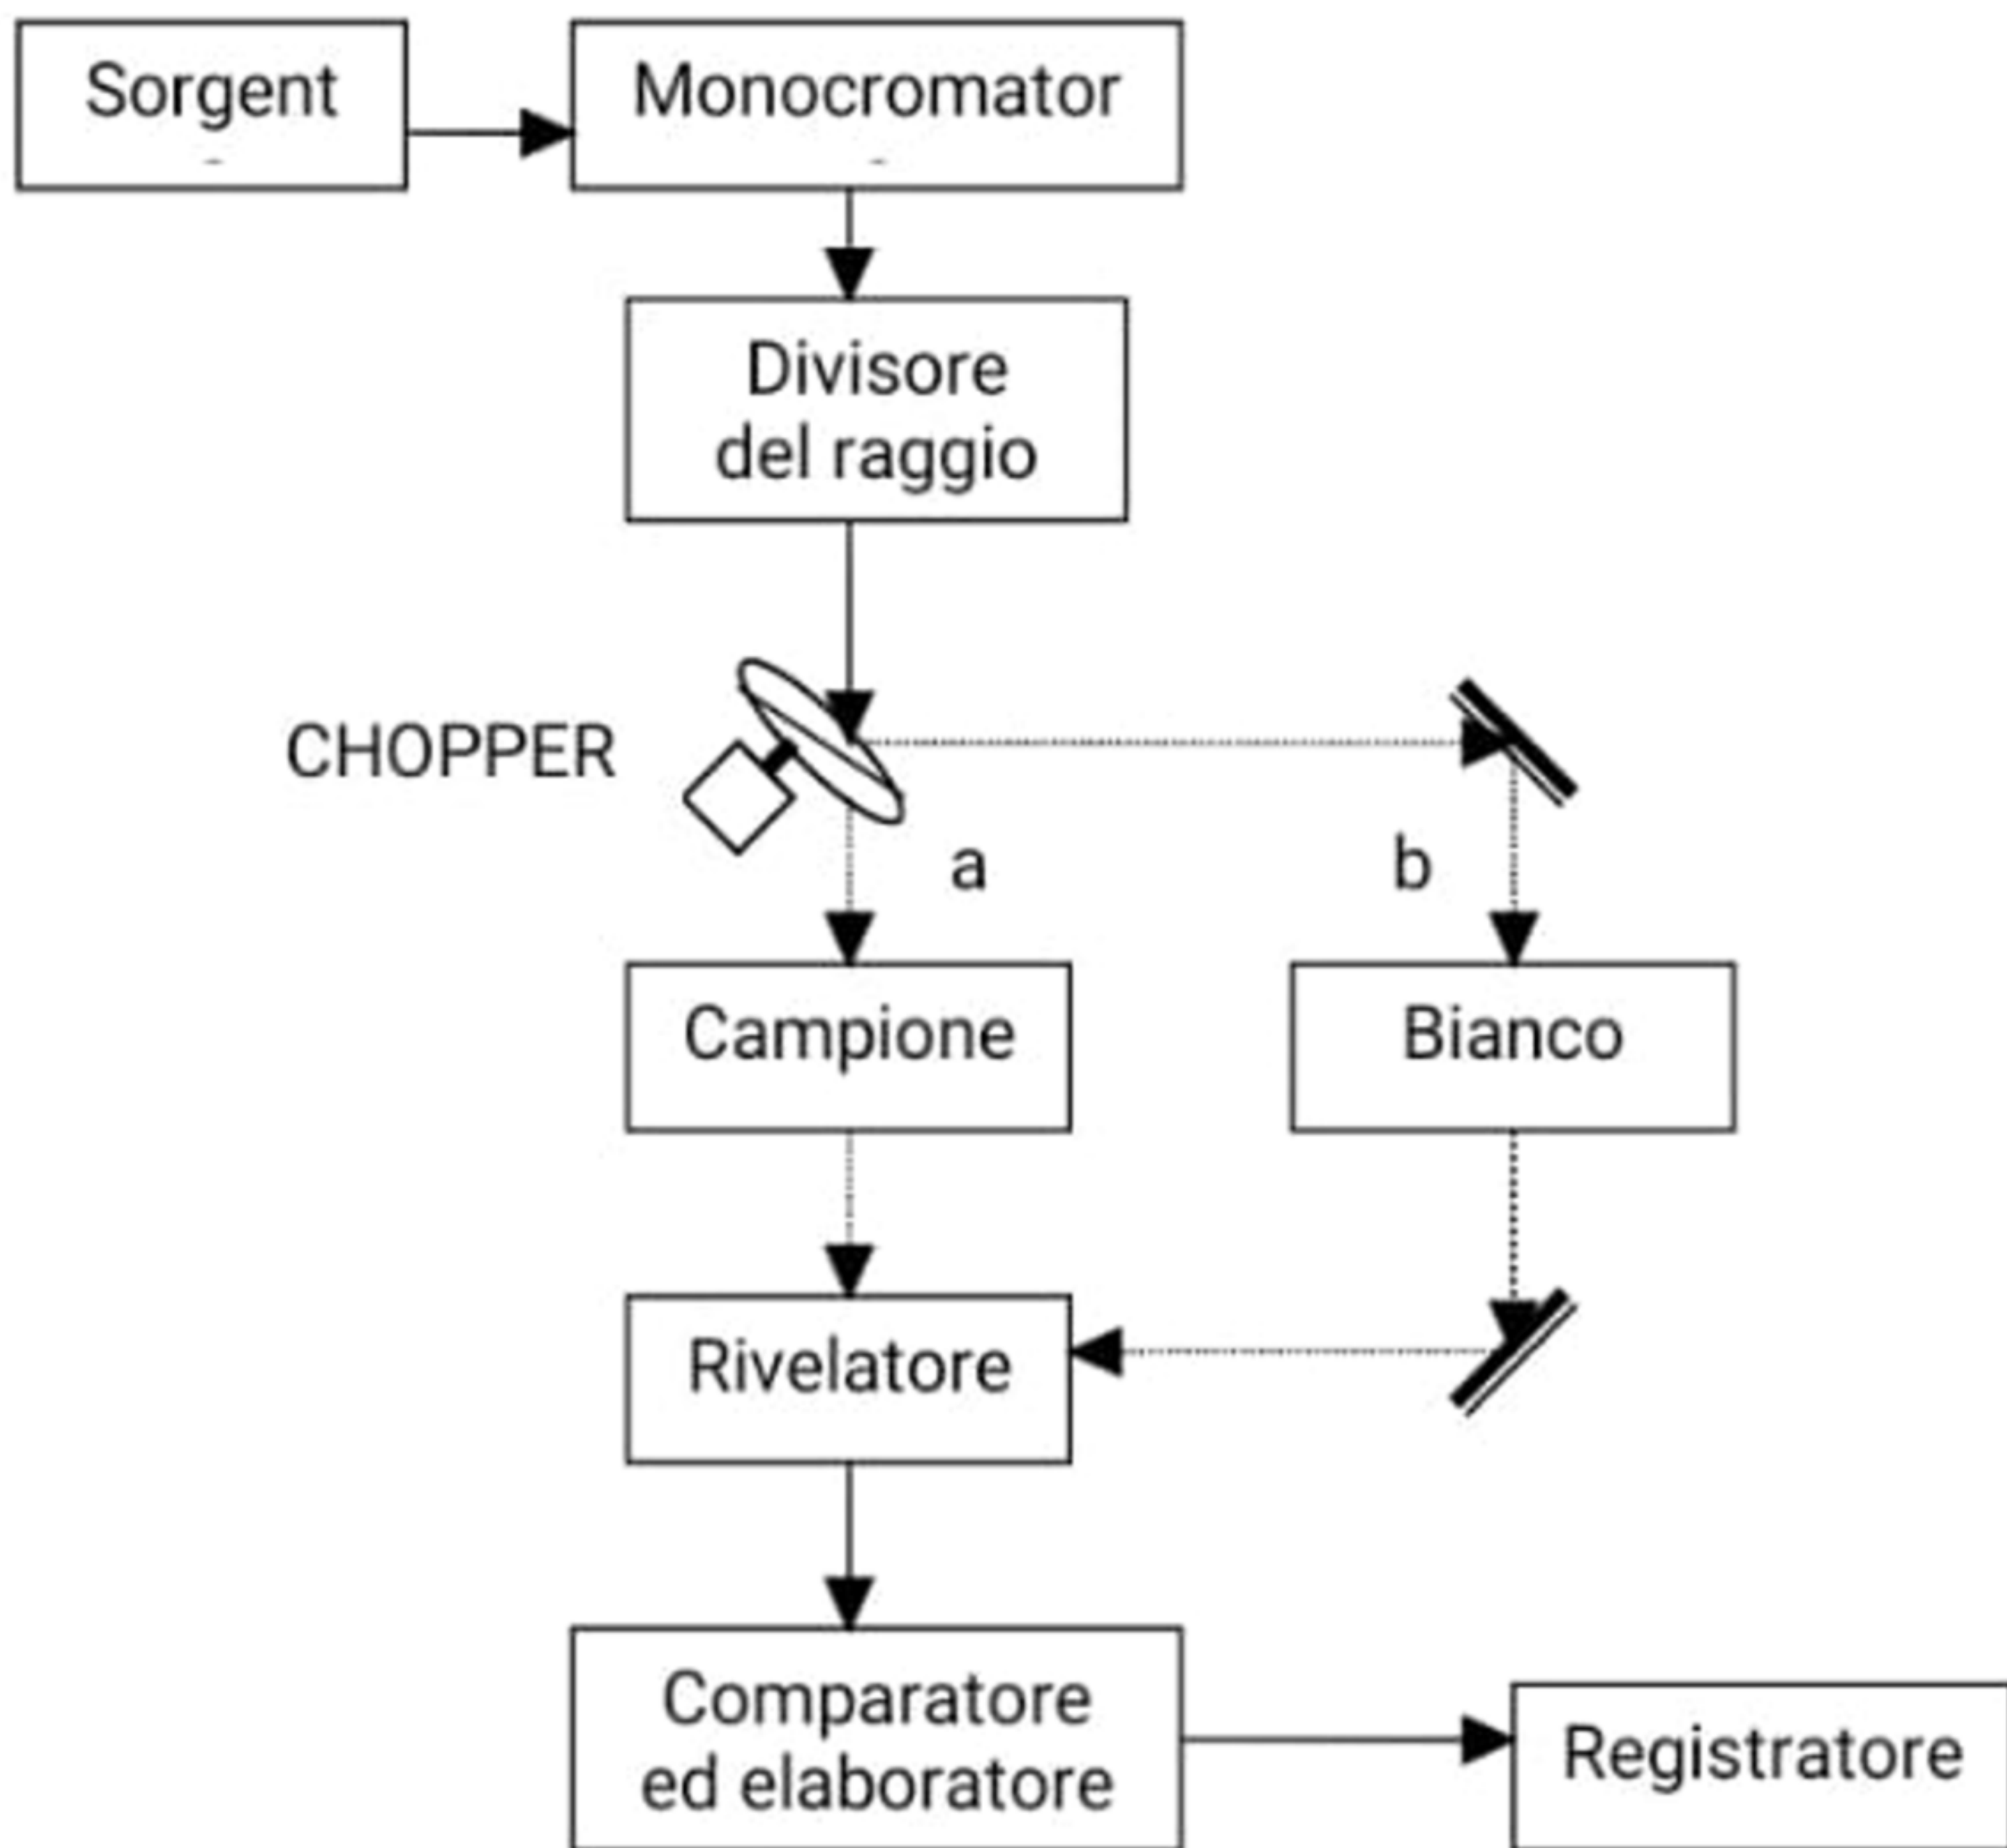 Sorgent
Monocromator
Divisore
del raggio
CHOPPER
a
b
Campione
Bianco
Rivelatore
Comparatore
ed elaboratore
Registratore